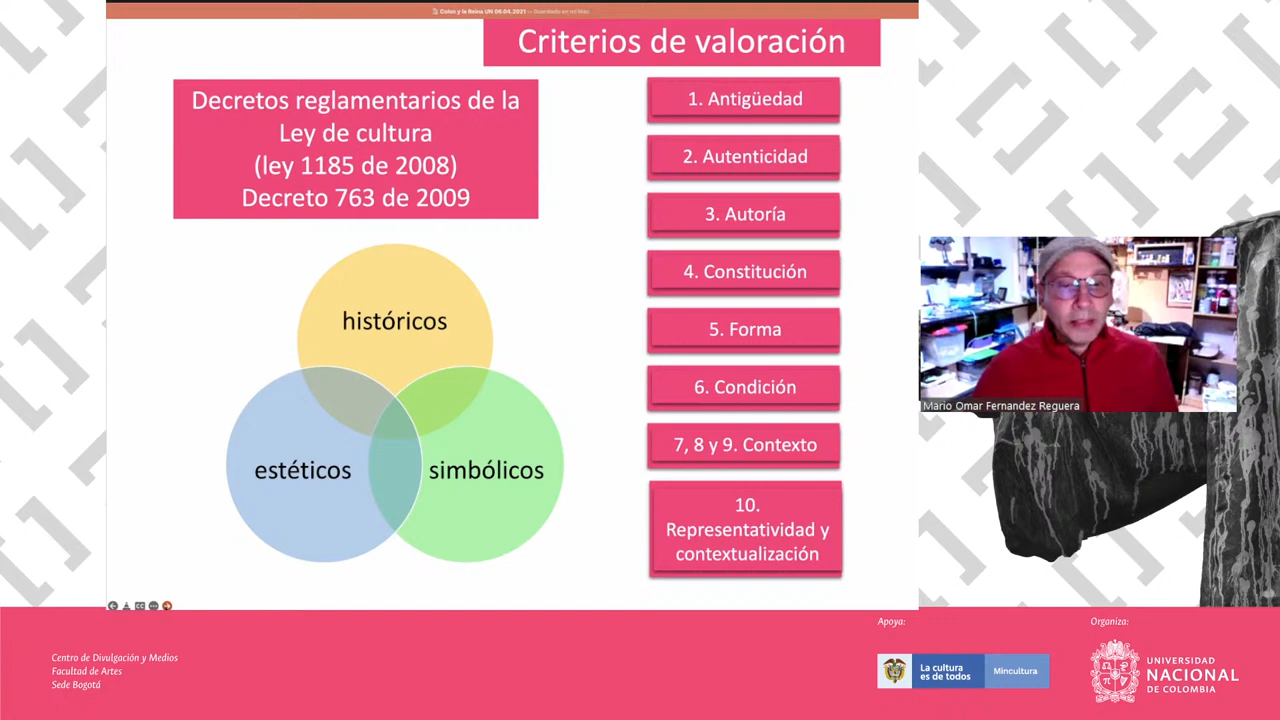 Colon y la Reina UN 06.04.2021 — Guardado en mi Mac
Criterios de valoración
Decretos reglamentarios de la
Ley de cultura
(ley 1185 de 2008)
Decreto 763 de 2009
históricos
estéticos
simbólicos
1. Antigüedad
2. Autenticidad
3. Autoría
4. Constitución
5. Forma
6. Condición
7, 8 y 9. Contexto
10.
Representatividad y
contextualización
Mario Omar Fernandez Reguera
Centro de Divulgación y Medios
Facultad de Artes
Sede Bogotá
Apoya:
La cultura
es de todos
Mincultura
Organiza:
UNIVERSIDAD
NACIONAL
DE COLOMBIA